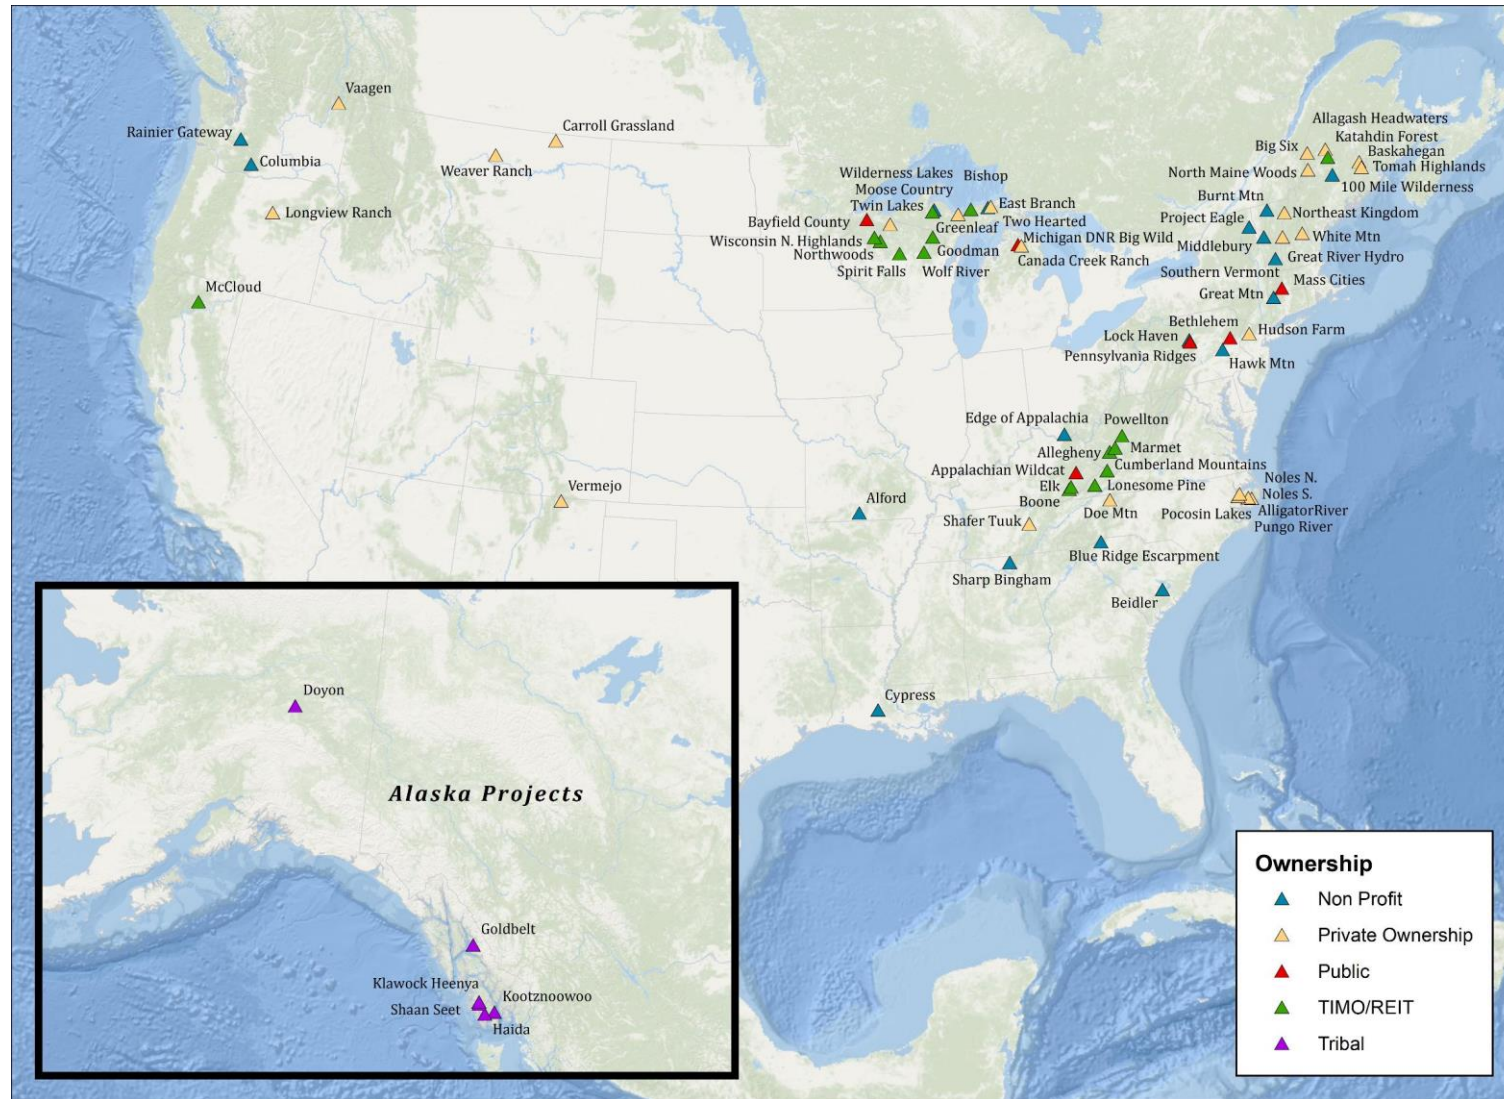 Vaagen
Rainier Gateway
Columbia
Longview Ranch
McCloud
Carroll Grassland
Weaver Ranch
Vermejo
Wilderness Lakes
Moose Country
Twin Lakes
Bishop
Bayfield County
East Branch
Two Hearted
Greenleaf
Wisconsin N. Highlands
Northwoods
Goodman
Spirit Falls
Wolf River
Michigan DNR Big Wild
Canada Creek Ranch
Allagash Headwaters
Katahdin Forest
Big Six
Baskahegan
Tomah Highlands
North Maine Woods
100 Mile Wilderness
Burnt Mtn
Northeast Kingdom
Project Eagle
White Mtn
Middlebury
Great River Hydro
Southern Vermont
Mass Cities
Great Mtn
Bethlehem
Hudson Farm
Lock Haven
Pennsylvania Ridges
Hawk Mtn
Edge of Appalachia
Powellton
Allegheny
Marmet
Appalachian Wildcat
Cumberland Mountains
Elk
Lonesome Pine
Boone
Doe Mtn
Shafer Tuuk
Noles N.
Noles S.
Pocosin Lakes
AlligatorRiver
Pungo River
Alford
Blue Ridge Escarpment
Sharp Bingham
Beidler
Cypress
Doyon
Alaska Projects
Goldbelt
Klawock Heenya
Kootznoowoo
Shaan Seet
Haida
Ownership
Non Profit
Private Ownership
Public
TIMO/REIT
Tribal